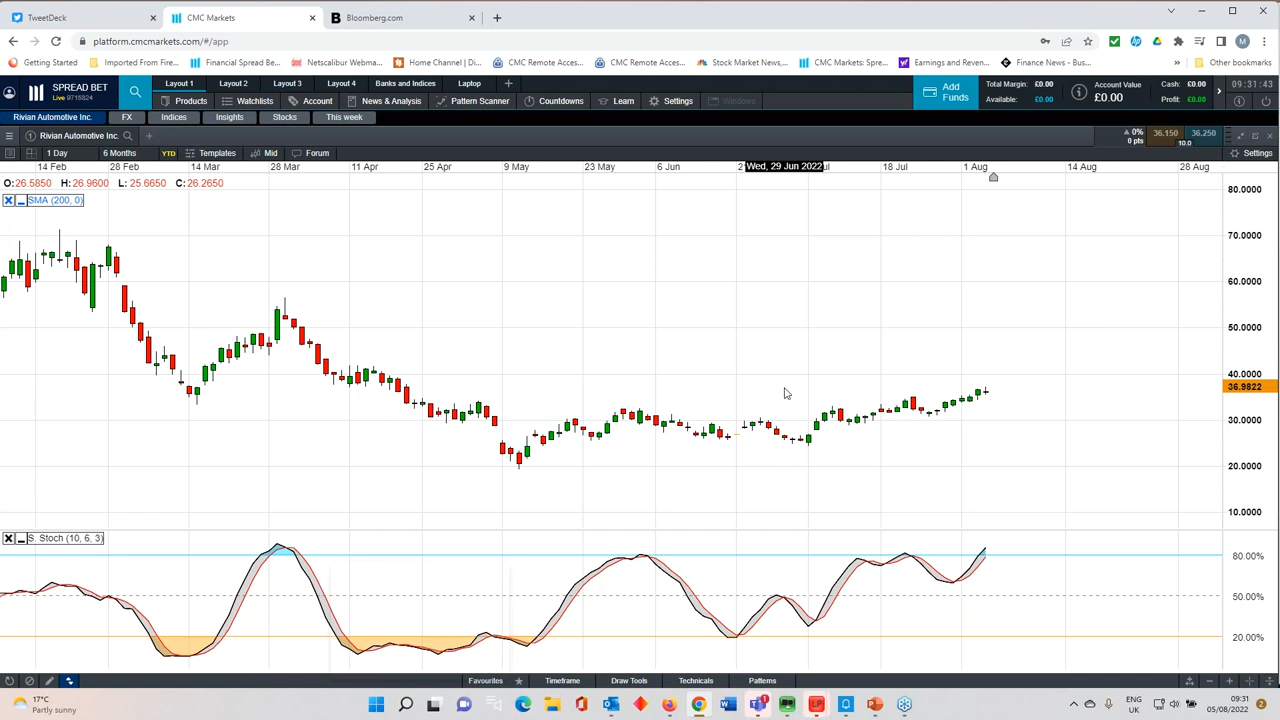 TweetDeck
CMC Markets
Bloomberg.com
platform.cmcmarkets.com/#/app
Getting Started
Imported From Fire...
Financial Spread Be...
Netscalibur Webma...
Home Channel | Di...
CMC Remote Acces...
CMC Remote Acces...
Stock Market News,...
CMC Markets: Sprea...
Earnings and Reven...
Finance News - Bus...
»
Other bookmarks
SPREAD BET
Live 9715824
Layout 1
Layout 2
Layout 3
Layout 4
Banks and Indices
Laptop
Products
Watchlists
Account
News & Analysis
Pattern Scanner
Countdowns
Learn
Settings
Windows
Add Funds
Total Margin: £0.00
Available: £0.00
Account Value
£0.00
Cash: £0.00
Profit: £0.00
09:31:43
Rivian Automotive Inc.
FX
Indices
Insights
Stocks
This week
1 Rivian Automotive Inc.
0%
0 pts
36.150
36.250
10.0
1 Day
6 Months
YTD
Templates
Mid
Forum
Settings
14 Feb
28 Feb
14 Mar
28 Mar
11 Apr
25 Apr
9 May
23 May
6 Jun
Wed, 29 Jun 2022
18 Jul
1 Aug
14 Aug
28 Aug
O:26.5850 H:26.9600 L:25.6650 C:26.2650
SMA (200, 0)
80.0000
70.0000
60.0000
50.0000
40.0000
36.9822
30.0000
20.0000
10.0000
S. Stoch (10, 6, 3)
80.00%
50.00%
20.00%
Favourites
Timeframe
Draw Tools
Technicals
Patterns
17°C
Partly sunny
ENG
UK
09:31
05/08/2022